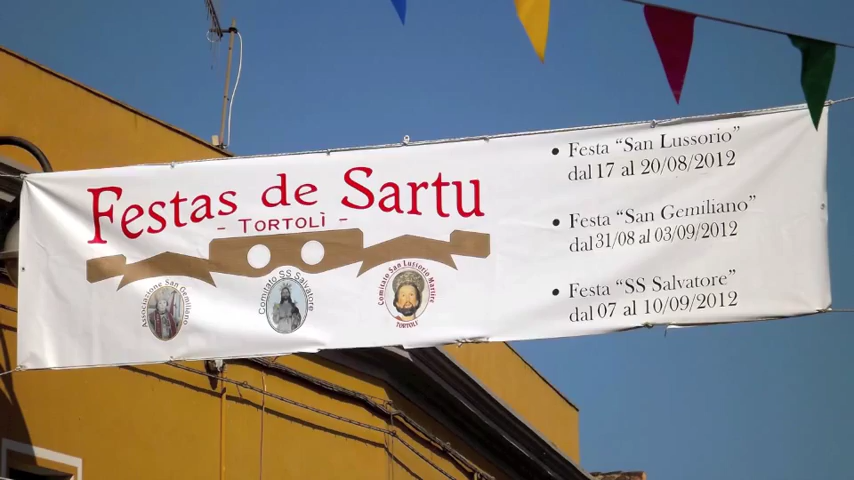 Festas de Sartu
- TORTOLÌ -
Associazione San Gemiliano
Comitato SS Salvatore
Comitato San Lussorio Martire
TORTOLÌ
• Festa “San Lussorio”
dal 17 al 20/08/2012
• Festa “San Gemiliano”
dal 31/08 al 03/09/2012
• Festa “SS Salvatore”
dal 07 al 10/09/2012